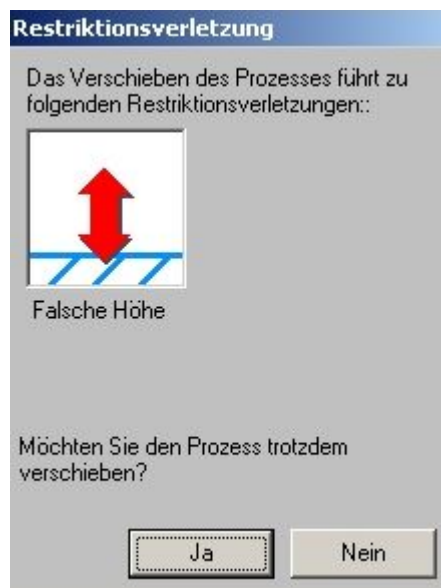 Restriktionsverletzung
Das Verschieben des Prozesses führt zu
folgenden Restriktionsverletzungen::
Falsche Höhe
Möchten Sie den Prozess trotzdem
verschieben?
Ja
Nein